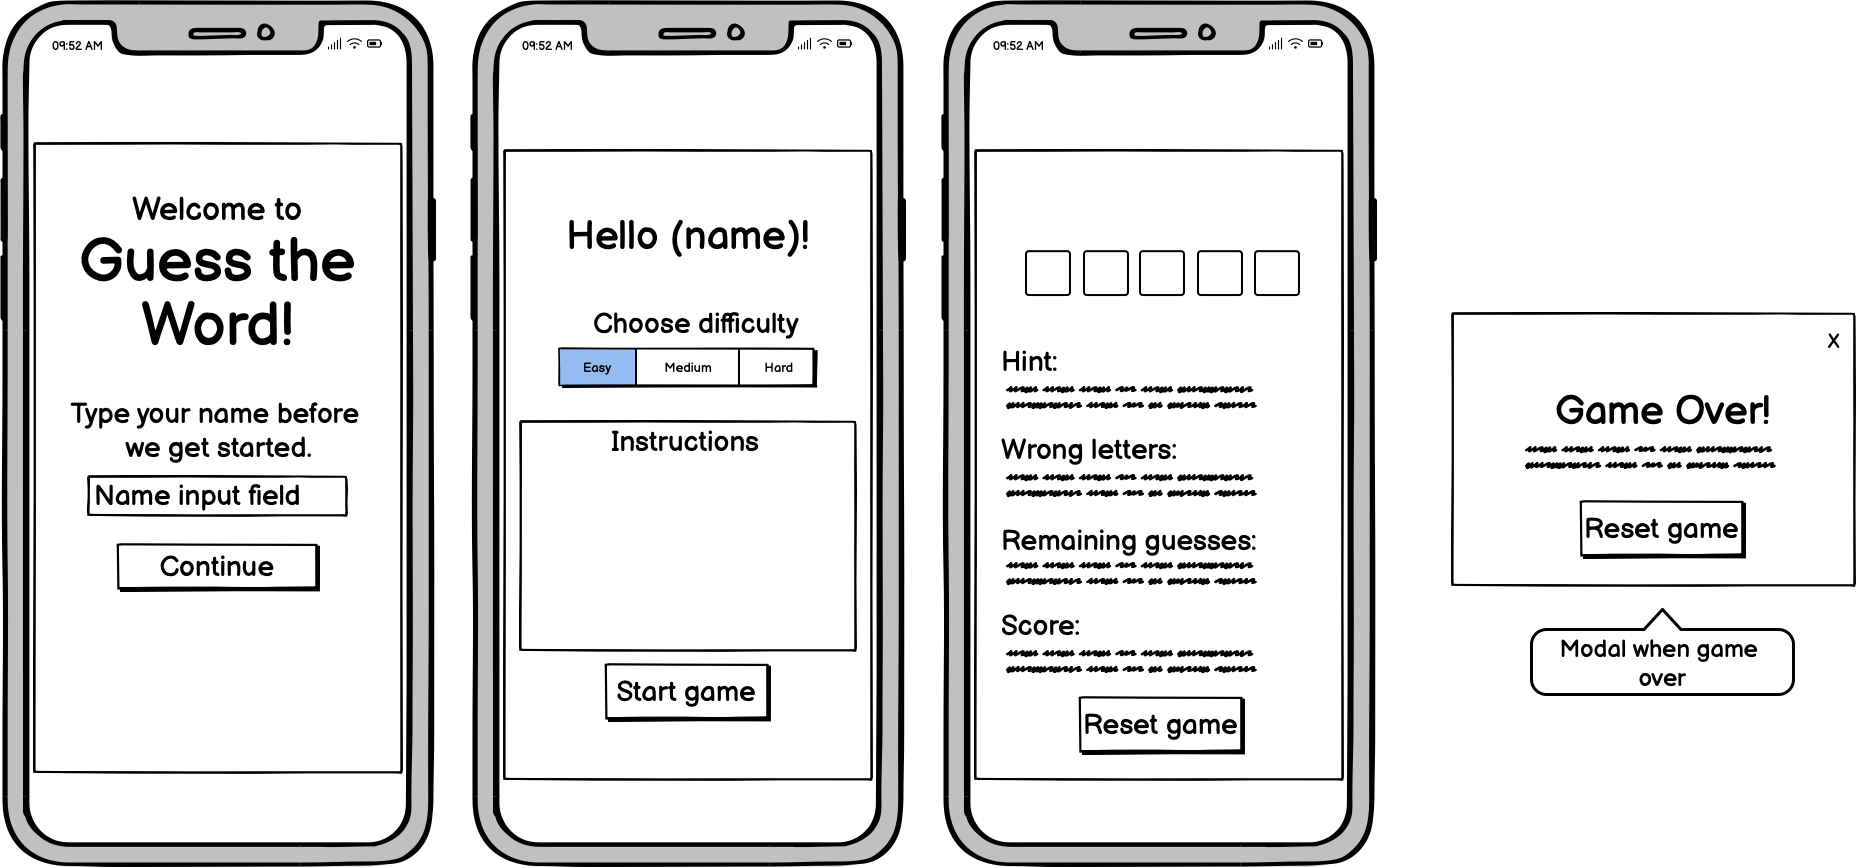 09:52 AM
Welcome to
Guess the
Word!
Type your name before
we get started.
Name input field
Continue
09:52 AM
Hello (name)!
Choose difficulty
Easy Medium Hard
Instructions
Start game
09:52 AM
Hint:
Wrong letters:
Remaining guesses:
Score:
Reset game
X
Game Over!
Reset game
Modal when game
over